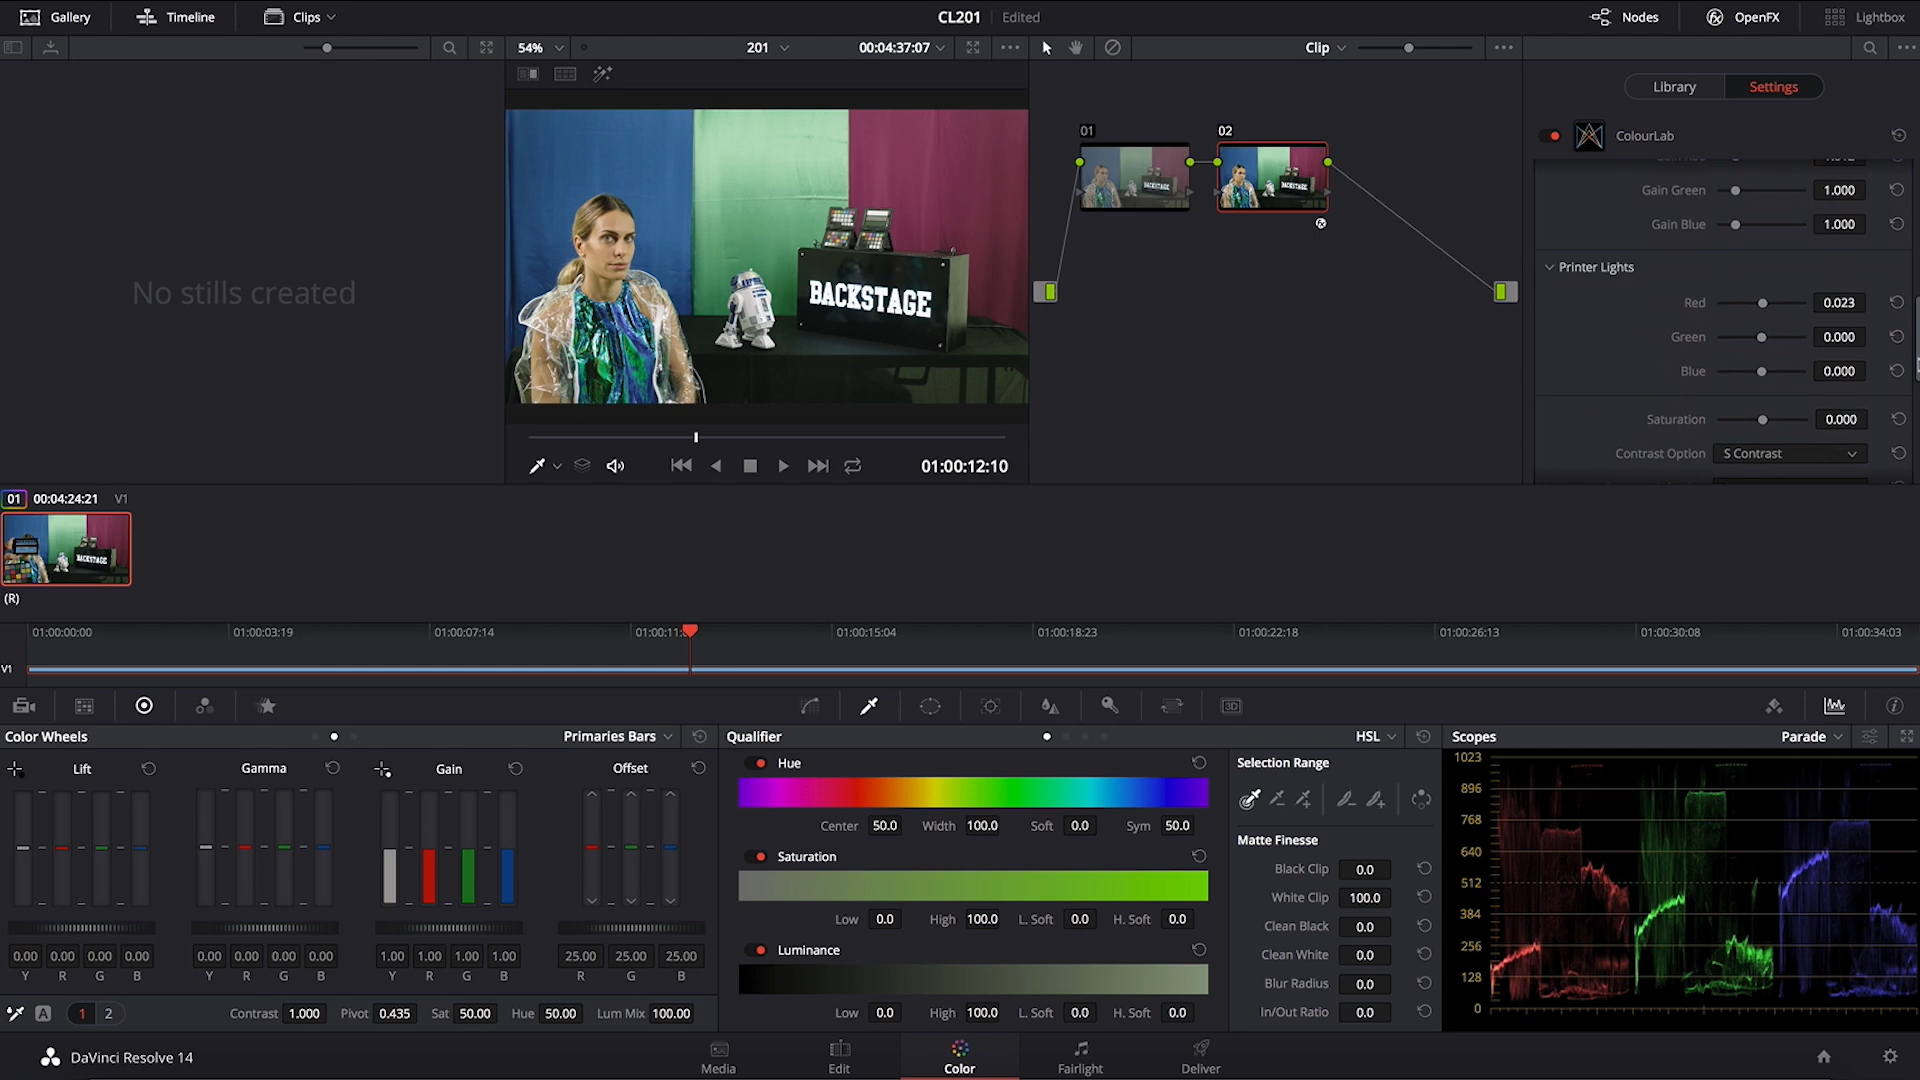 Gallery Timeline Clips CL201 Edited Nodes OpenFX Lightbox
54% 201 00:04:37:07 Clip
Library Settings
ColourLab
Gain Green 1.000
Gain Blue 1.000
Printer Lights
Red 0.023
Green 0.000
Blue 0.000
Saturation 0.000
Contrast Option S Contrast
01 02
No stills created
BACKSTAGE
01:00:12:10
01 00:04:24:21 V1
BACKSTAGE
(R)
01:00:00:00 01:00:03:19 01:00:07:14 01:00:11: 01:00:15:04 01:00:18:23 01:00:22:18 01:00:26:13 01:00:30:08 01:00:34:03
V1
3D
Color Wheels Primaries Bars
Lift Gamma Gain Offset
0.00 0.00 0.00 0.00 0.00 0.00 0.00 0.00 1.00 1.00 1.00 1.00 25.00 25.00 25.00
Y R G B Y R G B Y R G B R G B
A 1 2 Contrast 1.000 Pivot 0.435 Sat 50.00 Hue 50.00 Lum Mix 100.00
Qualifier HSL
Hue
Center 50.0 Width 100.0 Soft 0.0 Sym 50.0
Saturation
Low 0.0 High 100.0 L. Soft 0.0 H. Soft 0.0
Luminance
Low 0.0 High 100.0 L. Soft 0.0 H. Soft 0.0
Selection Range
Matte Finesse
Black Clip 0.0
White Clip 100.0
Clean Black 0.0
Clean White 0.0
Blur Radius 0.0
In/Out Ratio 0.0
Scopes Parade
1023
896
768
640
512
384
256
128
0
DaVinci Resolve 14
Media Edit Color Fairlight Deliver